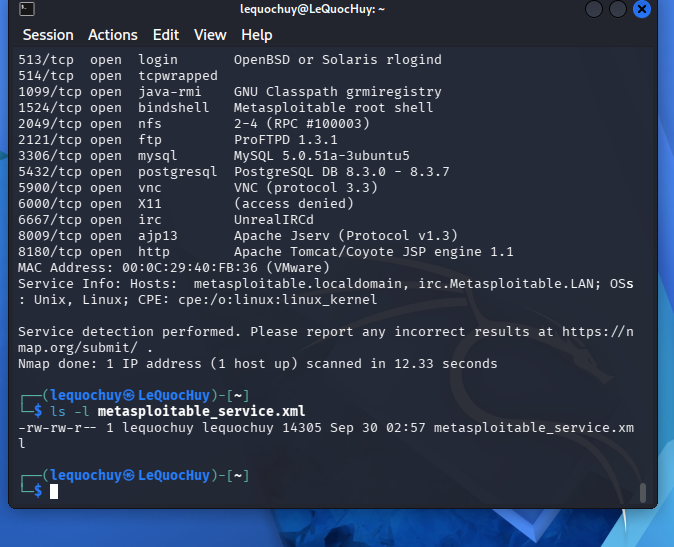 lequochuy@LeQuocHuy: ~
Session Actions Edit View Help
513/tcp open login OpenBSD or Solaris rlogind
514/tcp open tcpwrapped
1099/tcp open java-rmi GNU Classpath grmiregistry
1524/tcp open bindshell Metasploitable root shell
2049/tcp open nfs 2-4 (RPC #100003)
2121/tcp open ftp ProFTPD 1.3.1
3306/tcp open mysql MySQL 5.0.51a-3ubuntu5
5432/tcp open postgresql PostgreSQL DB 8.3.0 - 8.3.7
5900/tcp open vnc VNC (protocol 3.3)
6000/tcp open X11 (access denied)
6667/tcp open irc UnrealIRCd
8009/tcp open ajp13 Apache Jserv (Protocol v1.3)
8180/tcp open http Apache Tomcat/Coyote JSP engine 1.1
MAC Address: 00:0C:29:40:FB:36 (VMware)
Service Info: Hosts:  metasploitable.localdomain, irc.Metasploitable.LAN; OSs
: Unix, Linux; CPE: cpe:/o:linux:linux_kernel
Service detection performed. Please report any incorrect results at https://n
map.org/submit/ .
Nmap done: 1 IP address (1 host up) scanned in 12.33 seconds
┌──(lequochuy㉿LeQuocHuy)-[~]
└─$ ls -l metasploitable_service.xml
-rw-rw-r-- 1 lequochuy lequochuy 14305 Sep 30 02:57 metasploitable_service.xm
l
┌──(lequochuy㉿LeQuocHuy)-[~]
└─$